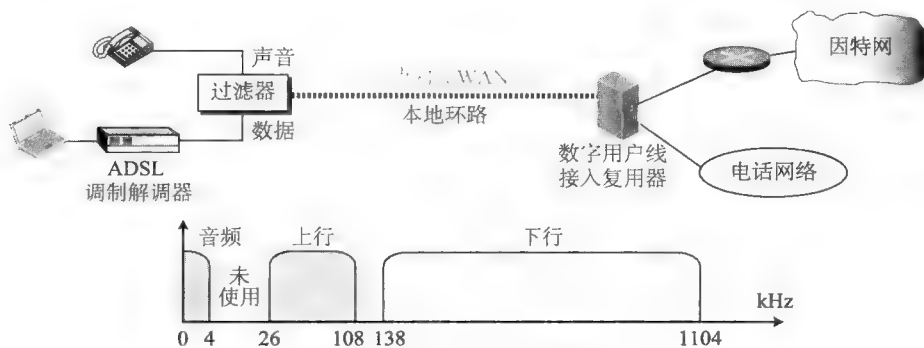 声音
过滤器
数据
ADSL
调制解调器
WAN
本地环路
数字用户线
接入复用器
因特网
电话网络
音频
未
使用
上行
下行
kHz
0 4 26 108 138 1104